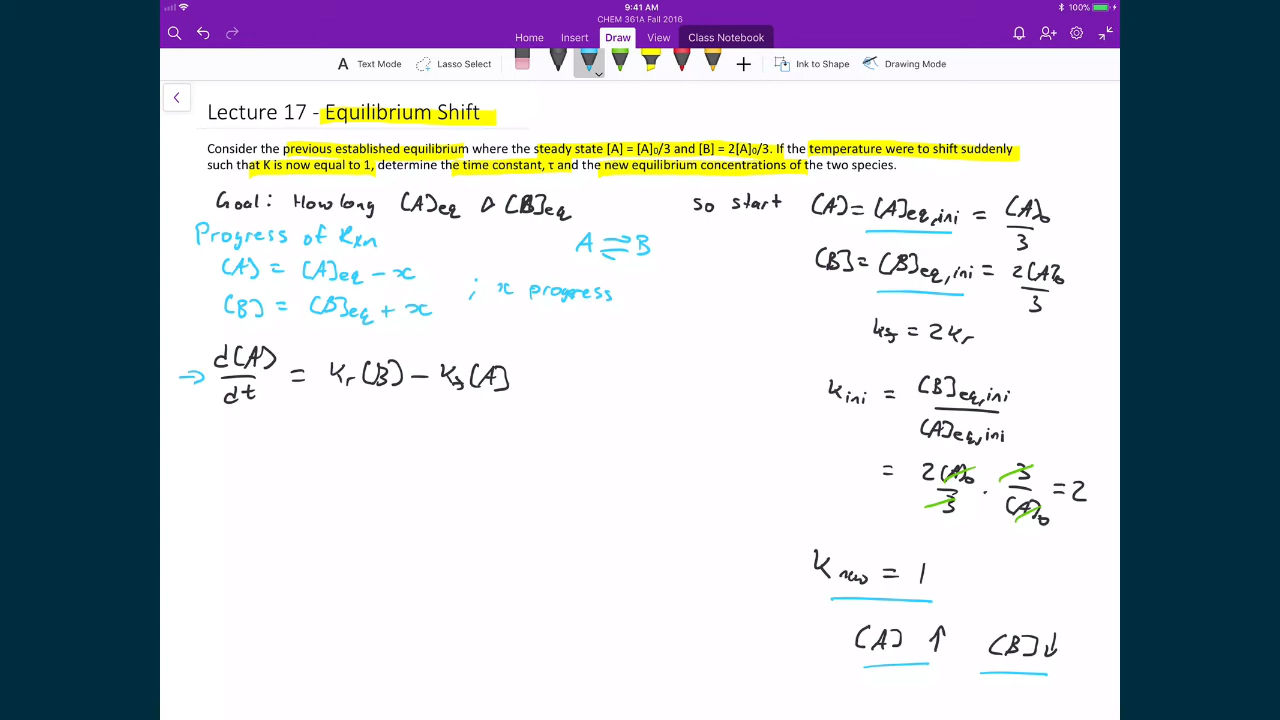 9:41 AM
100%
CHEM 361A Fall 2016
Home Insert Draw View Class Notebook
A Text Mode Lasso Select Ink to Shape Drawing Mode
Lecture 17 - Equilibrium Shift
Consider the previous established equilibrium where the steady state [A] = [A]₀/3 and [B] = 2[A]₀/3. If the temperature were to shift suddenly
such that K is now equal to 1, determine the time constant, τ and the new equilibrium concentrations of the two species.
Goal: How long [A]eq Δ [B]eq
Progress of Rxn
A ⇌ B
[A] = [A]eq - x
[B] = [B]eq + x
; x progress
→ d[A]/dt = kr[B] - kf[A]
so start [A] = [A]eq,ini = [A]₀/3
[B] = [B]eq,ini = 2[A]₀/3
kf = 2kr
Kini = [B]eq,ini/[A]eq,ini
= 2[A]₀/3 · 3/[A]₀ = 2
Knew = 1
[A] ↑ [B] ↓